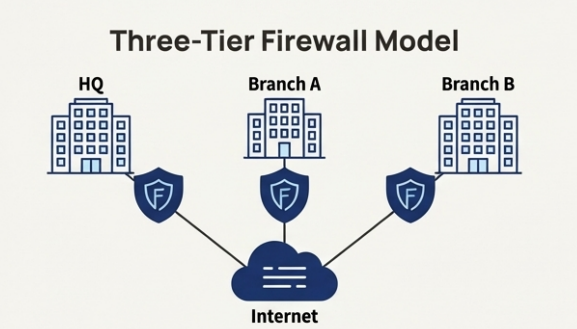 Three-Tier Firewall Model
HQ
Branch A
Branch B
F
F
F
Internet